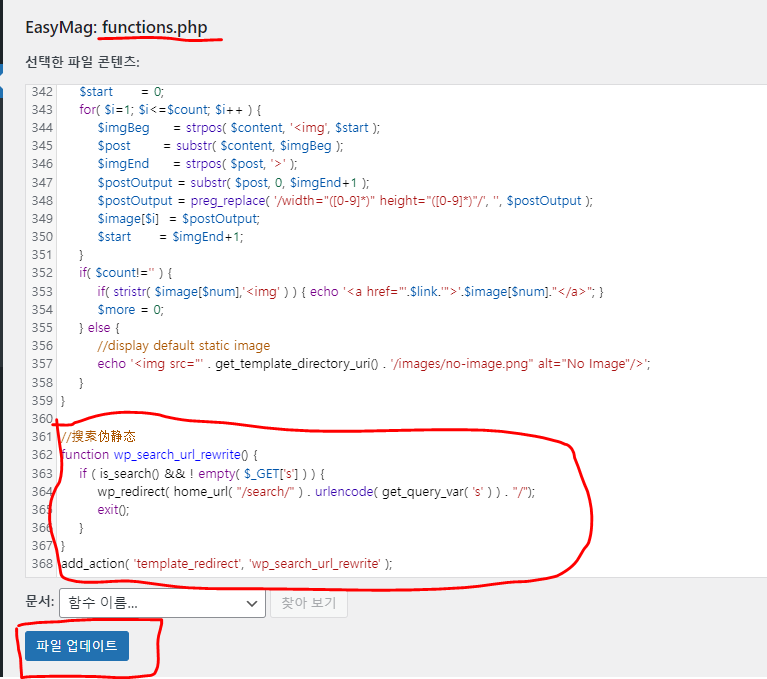 EasyMag: functions.php
선택한 파일 콘텐츠:
342 $start = 0;
343 for( $i=1; $i<=$count; $i++ ) {
344 $imgBeg = strpos( $content, '<img', $start );
345 $post = substr( $content, $imgBeg );
346 $imgEnd = strpos( $post, '>' );
347 $postOutput = substr( $post, 0, $imgEnd+1 );
348 $postOutput = preg_replace( '/width="([0-9]*)" height="([0-9]*)"/', '', $postOutput );
349 $image[$i] = $postOutput;
350 $start = $imgEnd+1;
351 }
352 if( $count!='' ) {
353 if( stristr( $image[$num],'<img' ) ) { echo '<a href="'.$link.'">'.$image[$num]."</a>"; }
354 $more = 0;
355 } else {
356 //display default static image
357 echo '<img src="' . get_template_directory_uri() . '/images/no-image.png" alt="No Image"/>';
358 }
359 }
360
361 //搜索伪静态
362 function wp_search_url_rewrite() {
363 if ( is_search() && ! empty( $_GET['s'] ) ) {
364 wp_redirect( home_url( "/search/" ) . urlencode( get_query_var( 's' ) ) . "/");
365 exit();
366 }
367 }
368 add_action( 'template_redirect', 'wp_search_url_rewrite' );
문서: 함수 이름... 찾아 보기
파일 업데이트